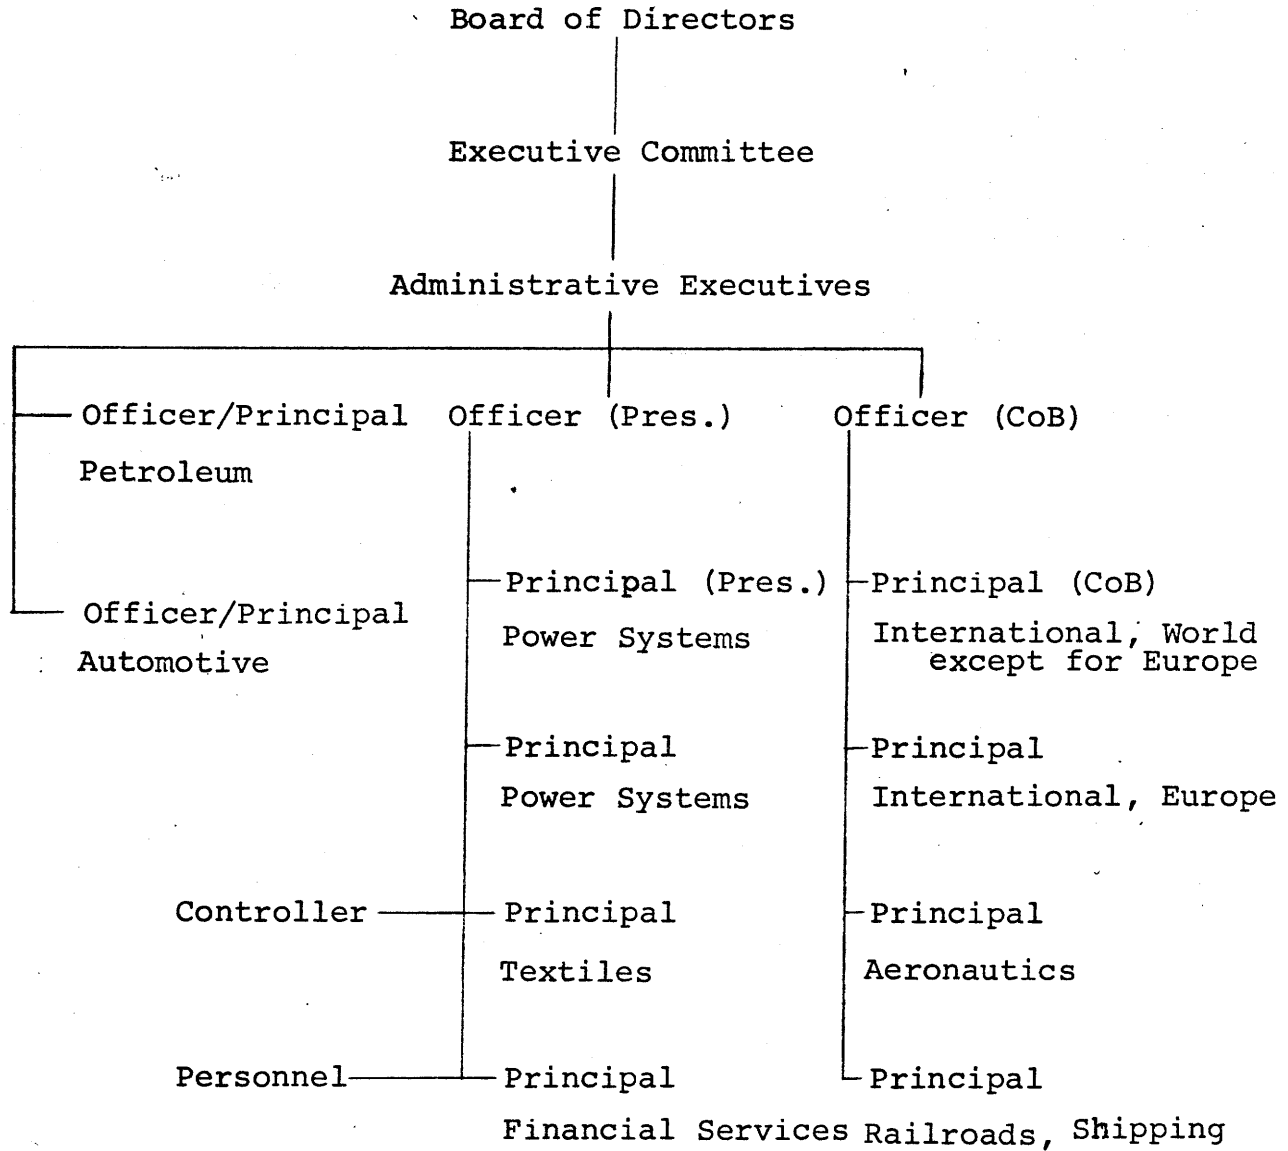 Board of Directors
Executive Committee
Administrative Executives
Officer/Principal
Petroleum
Officer/Principal
Automotive
Officer (Pres.)
Principal (Pres.)
Power Systems
Principal
Power Systems
Controller
Principal
Textiles
Personnel
Principal
Financial Services
Officer (CoB)
Principal (CoB)
International, World
except for Europe
Principal
International, Europe
Principal
Aeronautics
Principal
Railroads, Shipping